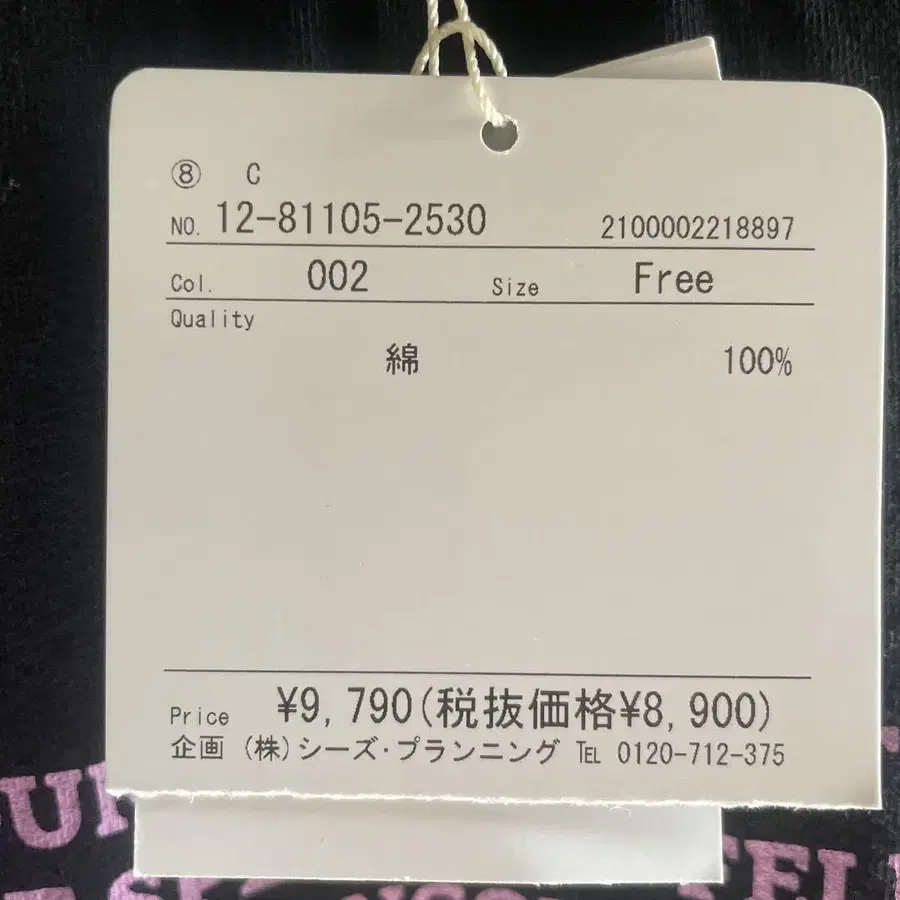 ⑧ C
NO. 12-81105-2530 2100002218897
Col. 002 Size Free
Quality
綿 100%
Price ¥9,790(税抜価格¥8,900)
企画 (株)シーズ・プランニング TEL 0120-712-375